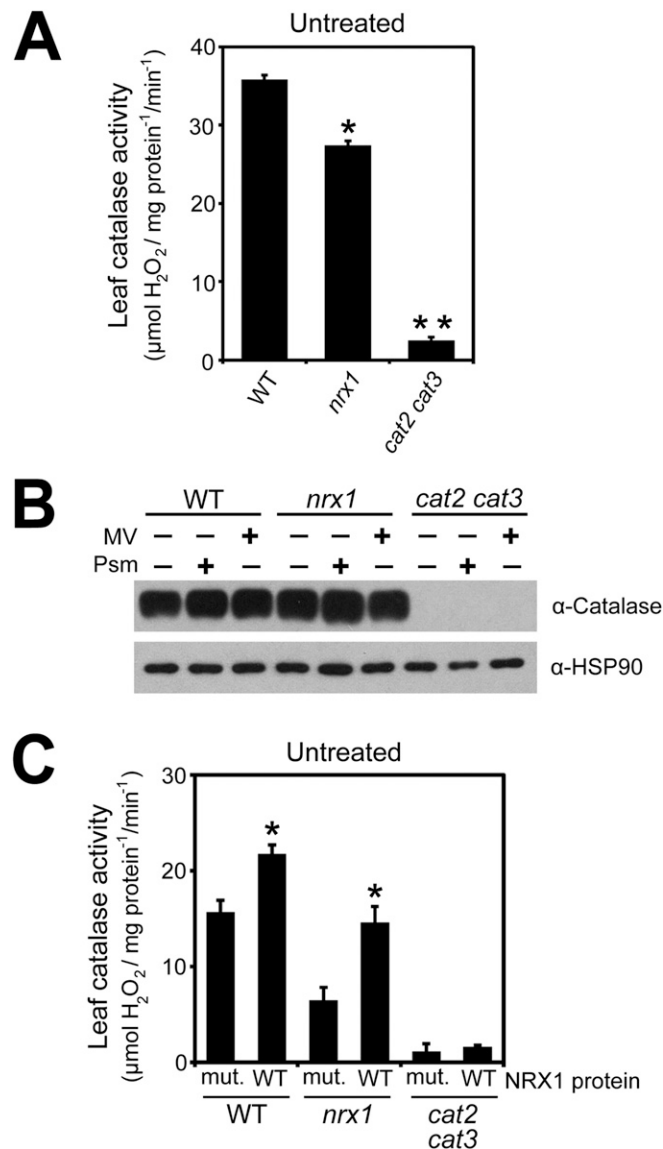 A
Untreated
Leaf catalase activity
(µmol H₂O₂ / mg protein⁻¹/min⁻¹)
40
30
20
10
0
*
**
WT
nrx1
cat2 cat3
B
WT nrx1 cat2 cat3
MV − − + − − + − − +
Psm − + − − + − − + −
α-Catalase
α-HSP90
C
Untreated
Leaf catalase activity
(µmol H₂O₂ / mg protein⁻¹/min⁻¹)
30
20
10
0
*
*
mut. WT mut. WT mut. WT NRX1 protein
WT nrx1 cat2
cat3